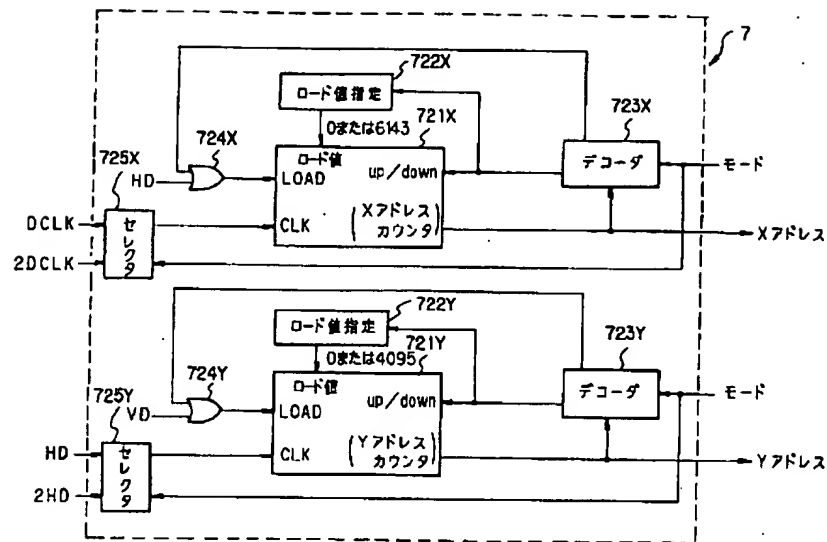 7
722X
ロード値指定
721X
723X
0または6143
725X
724X
ロード値
デコーダ
モード
HD
LOAD
up/down
DCLK
セレクタ
CLK
(Xアドレスカウンタ)
Xアドレス
2DCLK
722Y
ロード値指定
721Y
723Y
0または4095
725Y
724Y
ロード値
デコーダ
モード
VD
LOAD
up/down
HD
セレクタ
CLK
(Yアドレスカウンタ)
Yアドレス
2HD